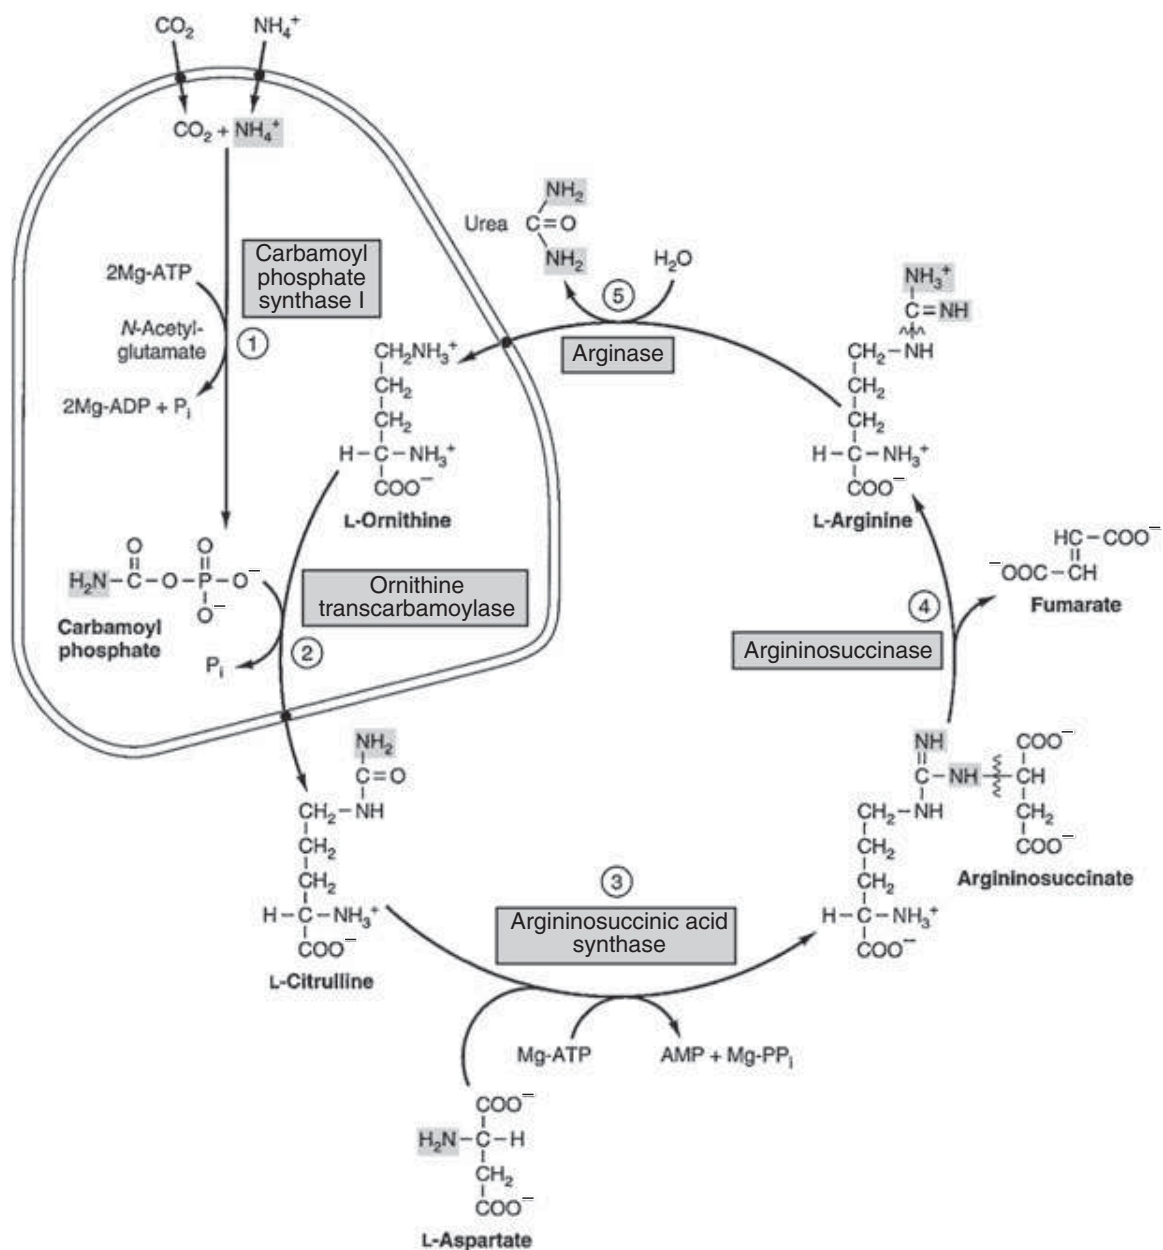 CO₂
NH₄⁺
CO₂ + NH₄⁺
Carbamoyl
phosphate
synthase I
2Mg-ATP
N-Acetyl-
glutamate
1
2Mg-ADP + Pᵢ
NH₂
Urea
C=O
NH₂
H₂O
5
Arginase
NH₃⁺
C=NH
CH₂–NH
CH₂
CH₂
H–C–NH₃⁺
COO⁻
L-Arginine
CH₂NH₃⁺
CH₂
CH₂
H–C–NH₃⁺
COO⁻
L-Ornithine
O
O
H₂N–C–O–P–O⁻
O⁻
Carbamoyl
phosphate
Ornithine
transcarbamoylase
2
Pᵢ
HC–COO⁻
⁻OOC–CH
Fumarate
4
Argininosuccinase
NH₂
C=O
CH₂–NH
CH₂
CH₂
H–C–NH₃⁺
COO⁻
L-Citrulline
NH
COO⁻
C–NH–CH
CH₂–NH
CH₂
CH₂
COO⁻
CH₂
Argininosuccinate
H–C–NH₃⁺
COO⁻
3
Argininosuccinic acid
synthase
Mg-ATP
AMP + Mg-PPᵢ
COO⁻
H₂N–C–H
CH₂
COO⁻
L-Aspartate